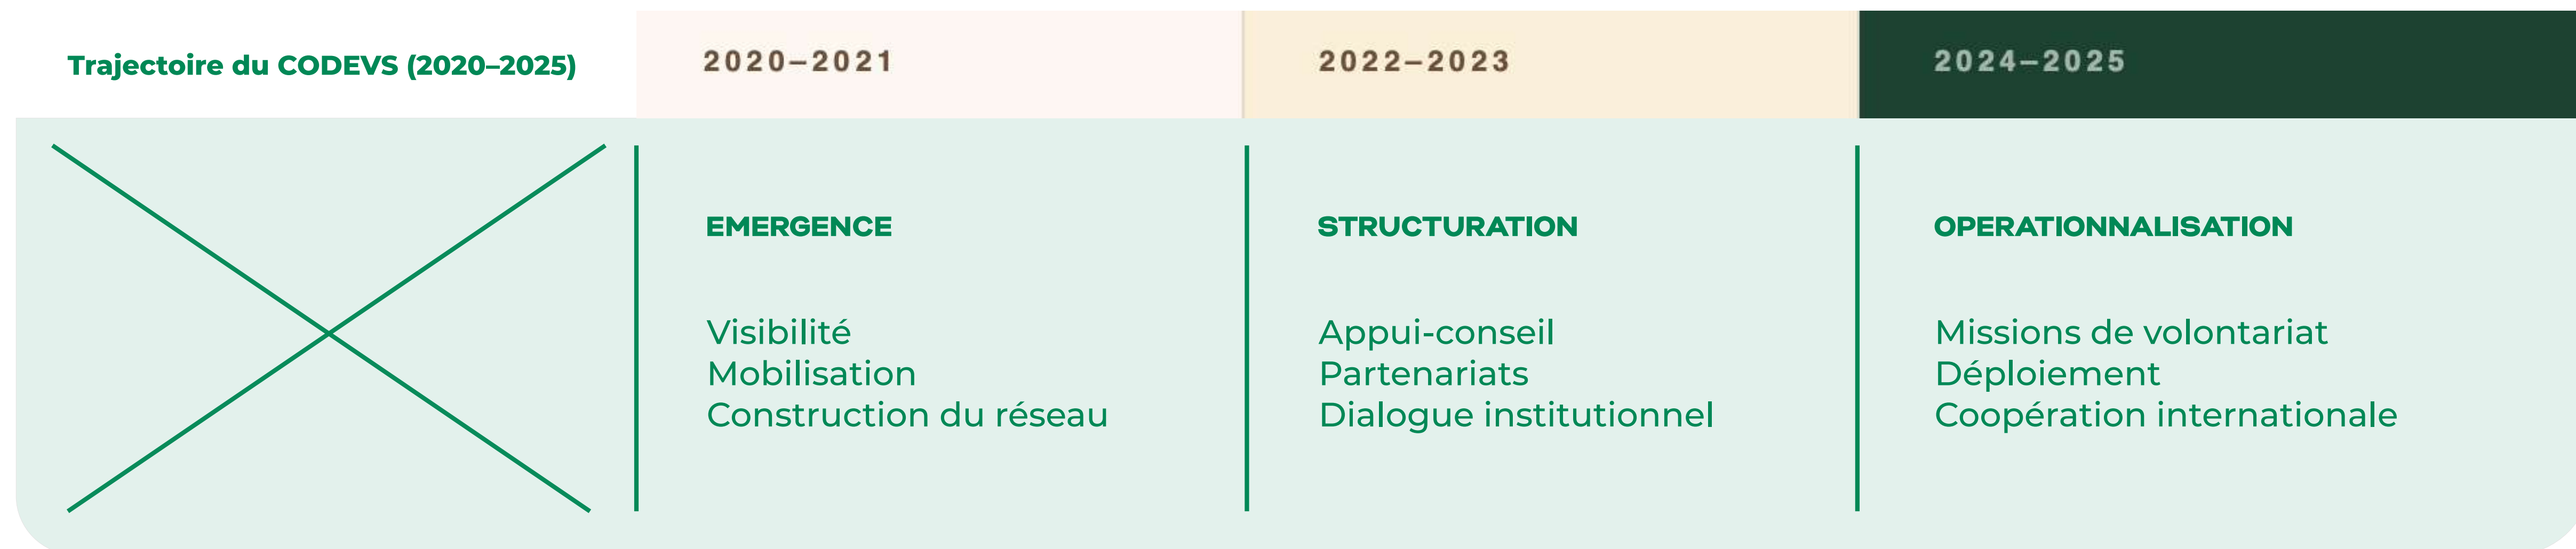 Trajectoire du CODEVS (2020–2025)
2020–2021
2022–2023
2024–2025
EMERGENCE
Visibilité
Mobilisation
Construction du réseau
STRUCTURATION
Appui-conseil
Partenariats
Dialogue institutionnel
OPERATIONNALISATION
Missions de volontariat
Déploiement
Coopération internationale